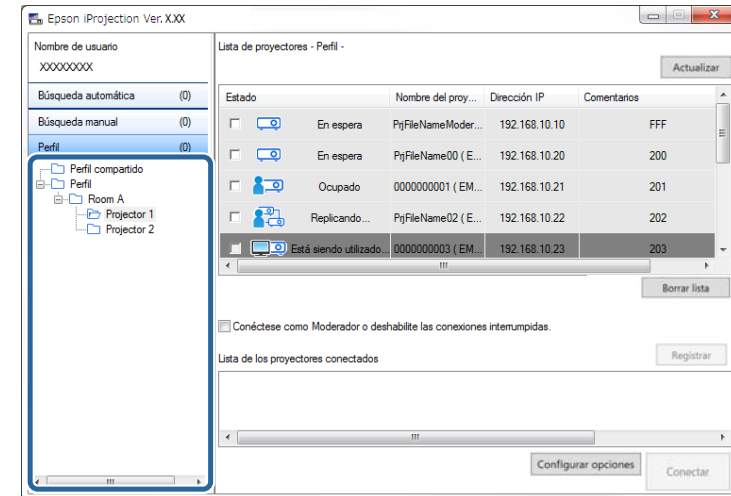 Epson iProjection Ver. X.XX
Nombre de usuario
XXXXXXXX
Búsqueda automática (0)
Búsqueda manual (0)
Perfil (0)
Perfil compartido
Perfil
Room A
Projector 1
Projector 2
Lista de proyectores - Perfil -
Actualizar
Estado Nombre del proy... Dirección IP Comentarios
En espera PrjFileNameModer... 192.168.10.10 FFF
En espera PrjFileName00 ( E... 192.168.10.20 200
Ocupado 0000000001 ( EM... 192.168.10.21 201
Replicando... PrjFileName02 ( E... 192.168.10.22 202
Está siendo utilizado... 0000000003 ( EM... 192.168.10.23 203
Borrar lista
Conéctese como Moderador o deshabilite las conexiones interrumpidas.
Lista de los proyectores conectados
Registrar
Configurar opciones
Conectar